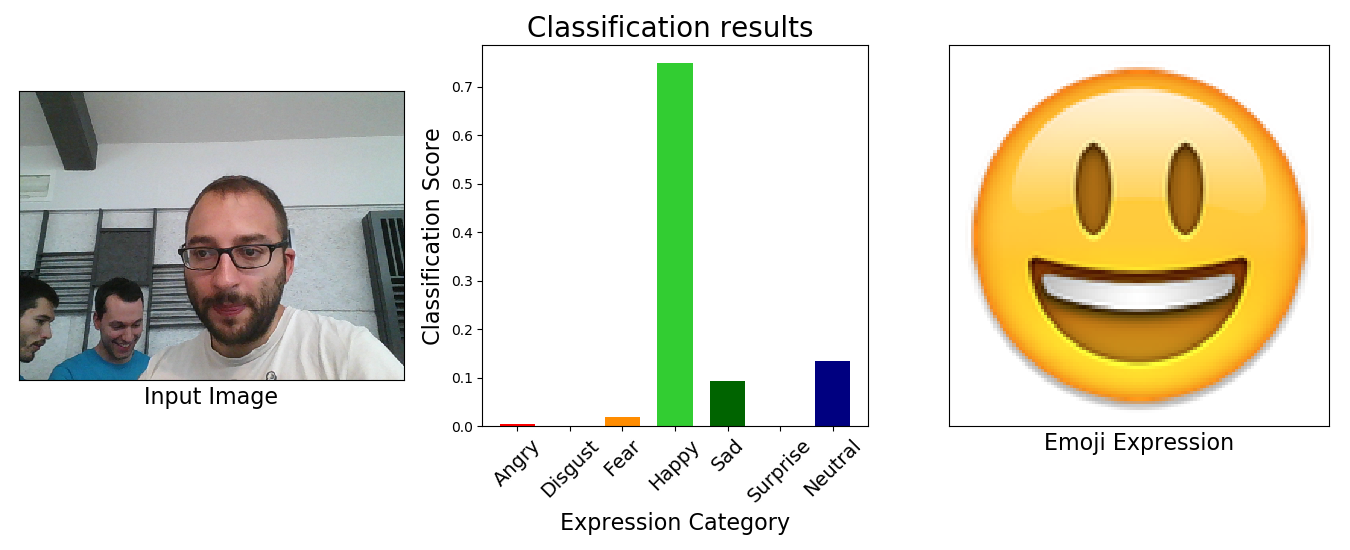 Classification results
Classification Score
0.7
0.6
0.5
0.4
0.3
0.2
0.1
0.0
Angry
Disgust
Fear
Happy
Sad
Surprise
Neutral
Expression Category
Input Image
Emoji Expression